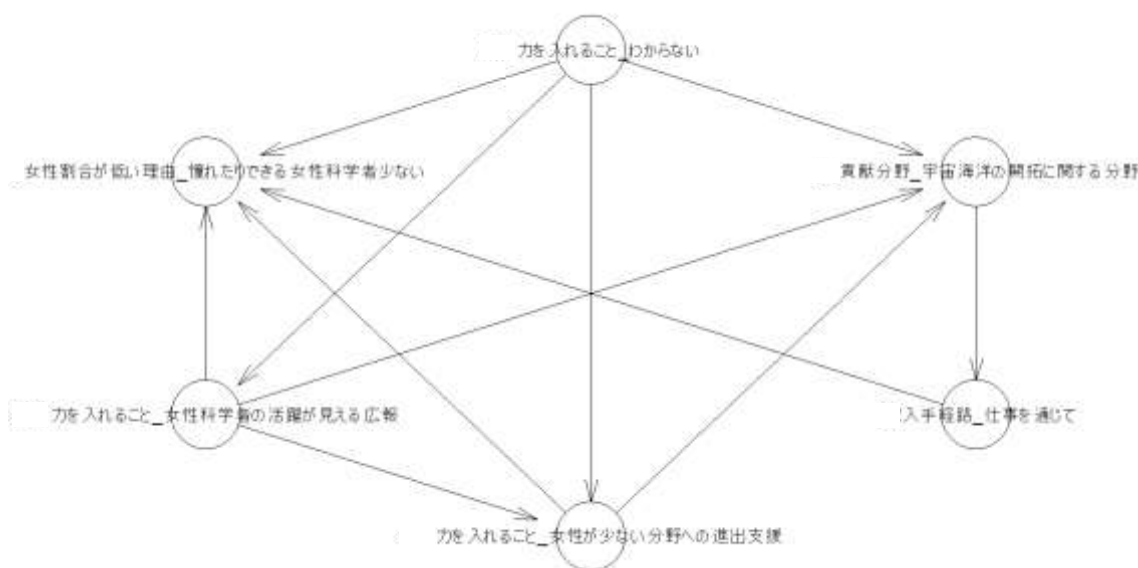 力を入れること_わからない
女性割合が低い理由_憧れたりできる女性科学者少ない
貢献分野_宇宙海洋の開拓に関する分野
力を入れること_女性科学者の活躍が見える広報
入手経路_仕事を通じて
力を入れること_女性が少ない分野への進出支援